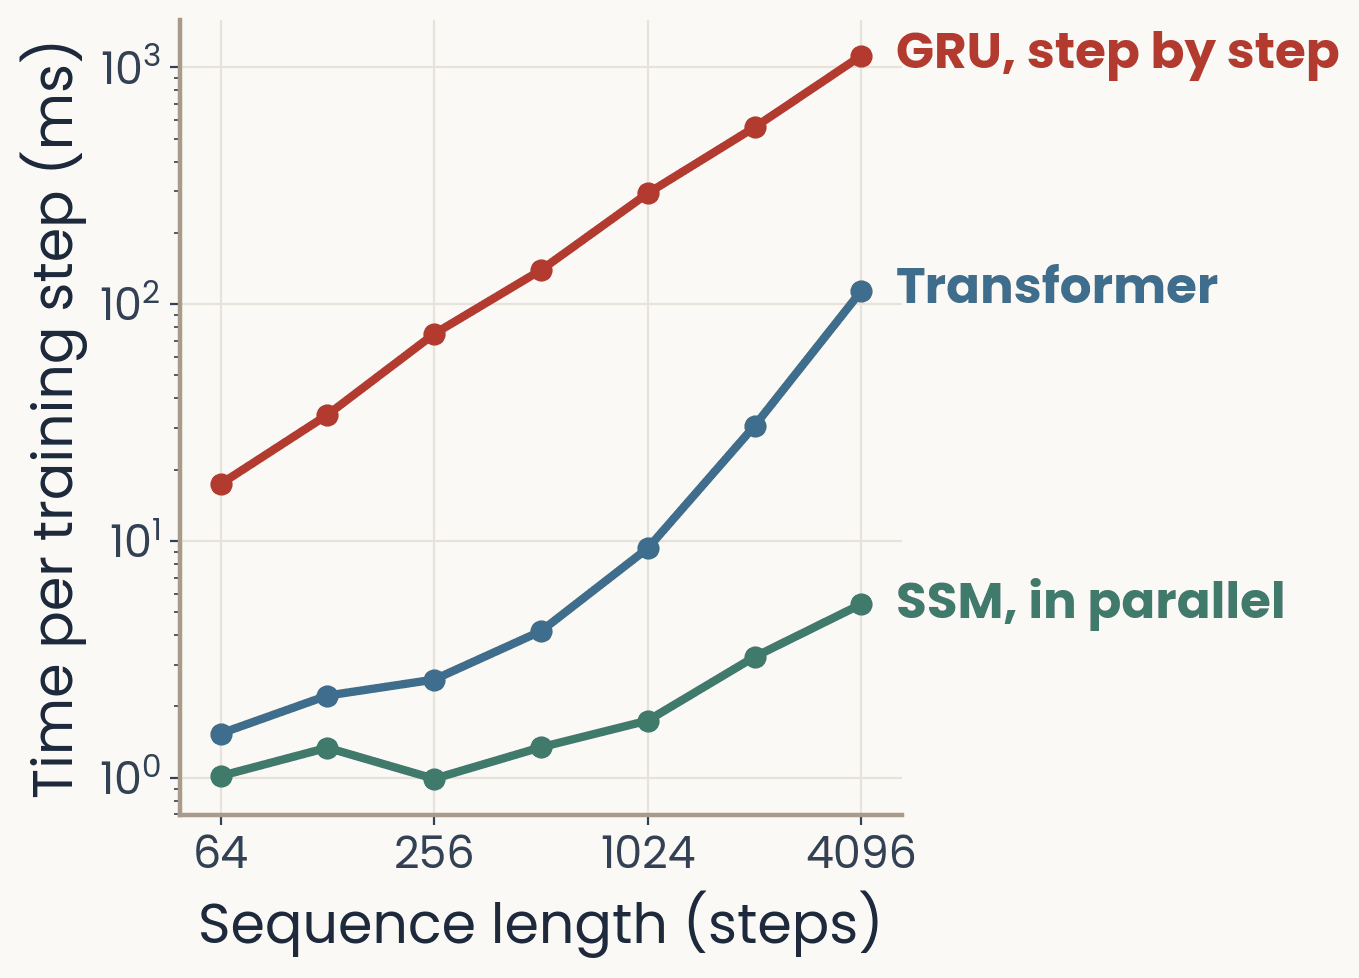 Time per training step (ms)
10³
10²
10¹
10⁰
GRU, step by step
Transformer
SSM, in parallel
64 256 1024 4096
Sequence length (steps)